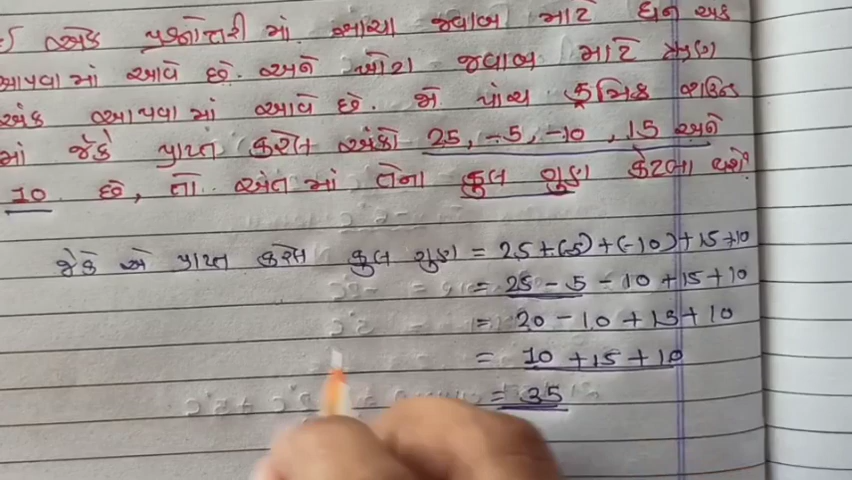 એક પ્રશ્નોત્તરી માં સાચા જવાબ માટે ધન અંક
આપવા માં આવે છે. અને ખોટા જવાબ માટે ઋણ
અંક આપવા માં આવે છે. જો પાંચ ક્રમિક રાઉન્ડ
માં જેકે પ્રાપ્ત કરેલ અંકો 25, -5, -10, 15 અને
10 છે, તો અંત માં તેના કુલ ગુણ કેટલા થશે?
જેકે એ પ્રાપ્ત કરેલ કુલ ગુણ = 25 + (-5) + (-10) + 15 + 10
= 25 - 5 - 10 + 15 + 10
= 20 - 10 + 15 + 10
= 10 + 15 + 10
= 35